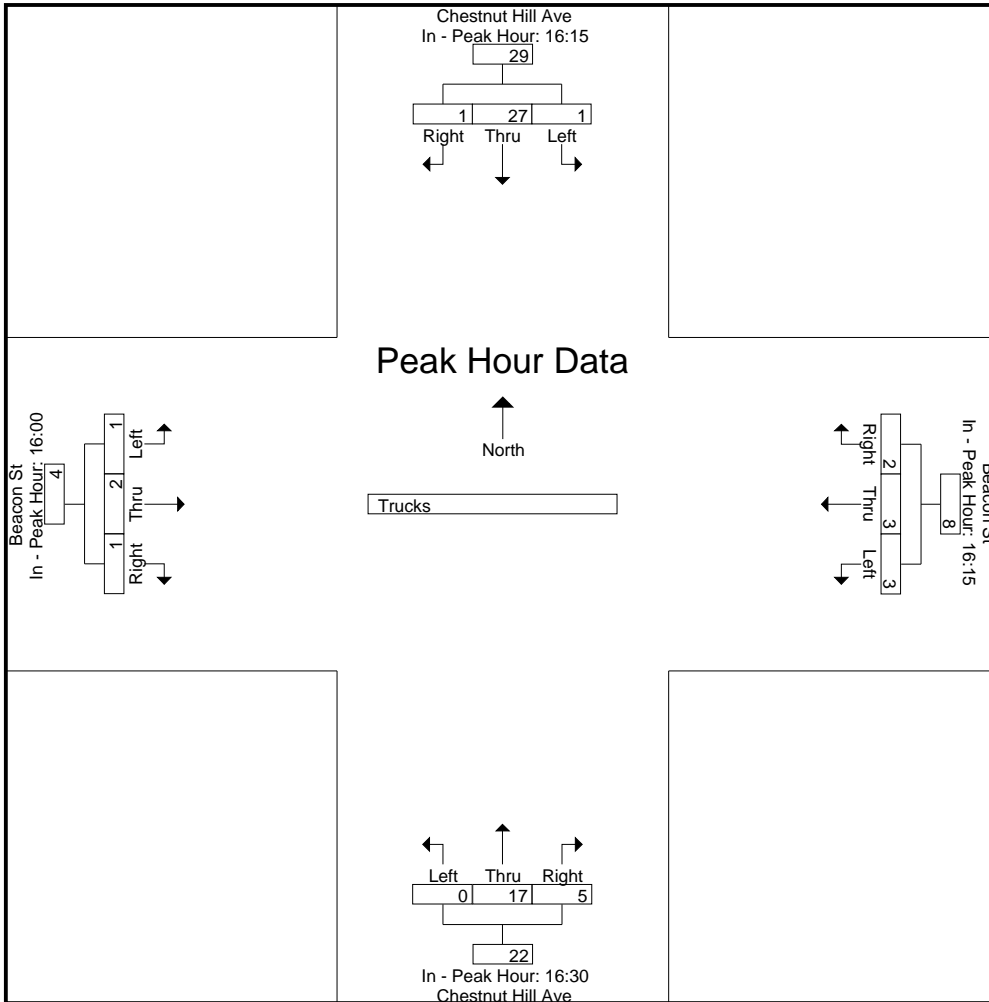 Chestnut Hill Ave
In - Peak Hour: 16:15
29
1 27 1
Right Thru Left
Peak Hour Data
North
Trucks
Beacon St
In - Peak Hour: 16:00
4
1 2 1
Left Thru Right
Beacon St
In - Peak Hour: 16:15
8
2 3 3
Right Thru Left
Left Thru Right
0 17 5
22
In - Peak Hour: 16:30
Chestnut Hill Ave